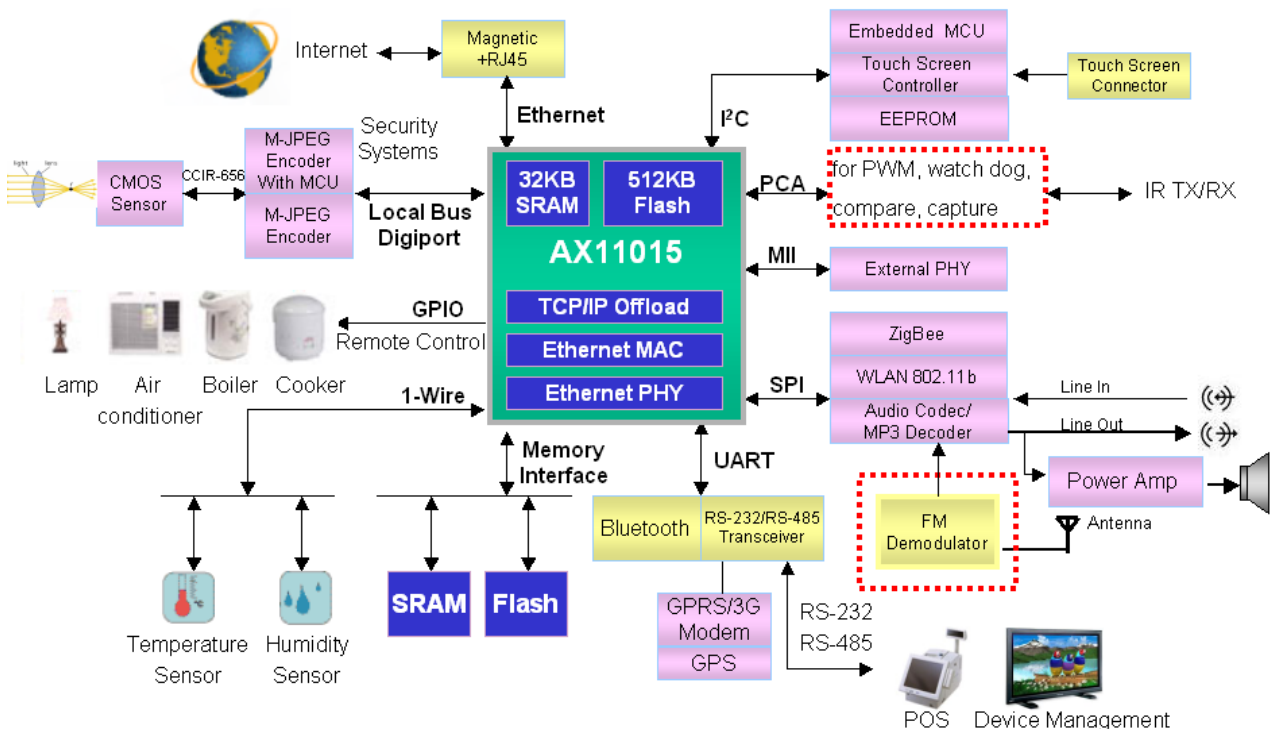 Internet
Magnetic
+RJ45
Ethernet
Embedded MCU
Touch Screen
Controller
EEPROM
Touch Screen
Connector
I²C
light
lens
CMOS
Sensor
CCIR-656
M-JPEG
Encoder
With MCU
M-JPEG
Encoder
Security
Systems
Local Bus
Digiport
32KB
SRAM
512KB
Flash
AX11015
TCP/IP Offload
Ethernet MAC
Ethernet PHY
PCA
for PWM, watch dog,
compare, capture
IR TX/RX
MII
External PHY
GPIO
Remote Control
Lamp
Air
conditioner
Boiler
Cooker
SPI
ZigBee
WLAN 802.11b
Audio Codec/
MP3 Decoder
Line In
Line Out
Power Amp
FM
Demodulator
Antenna
1-Wire
Memory
Interface
UART
Temperature
Sensor
Humidity
Sensor
SRAM
Flash
Bluetooth
RS-232/RS-485
Transceiver
GPRS/3G
Modem
GPS
RS-232
RS-485
POS
Device Management